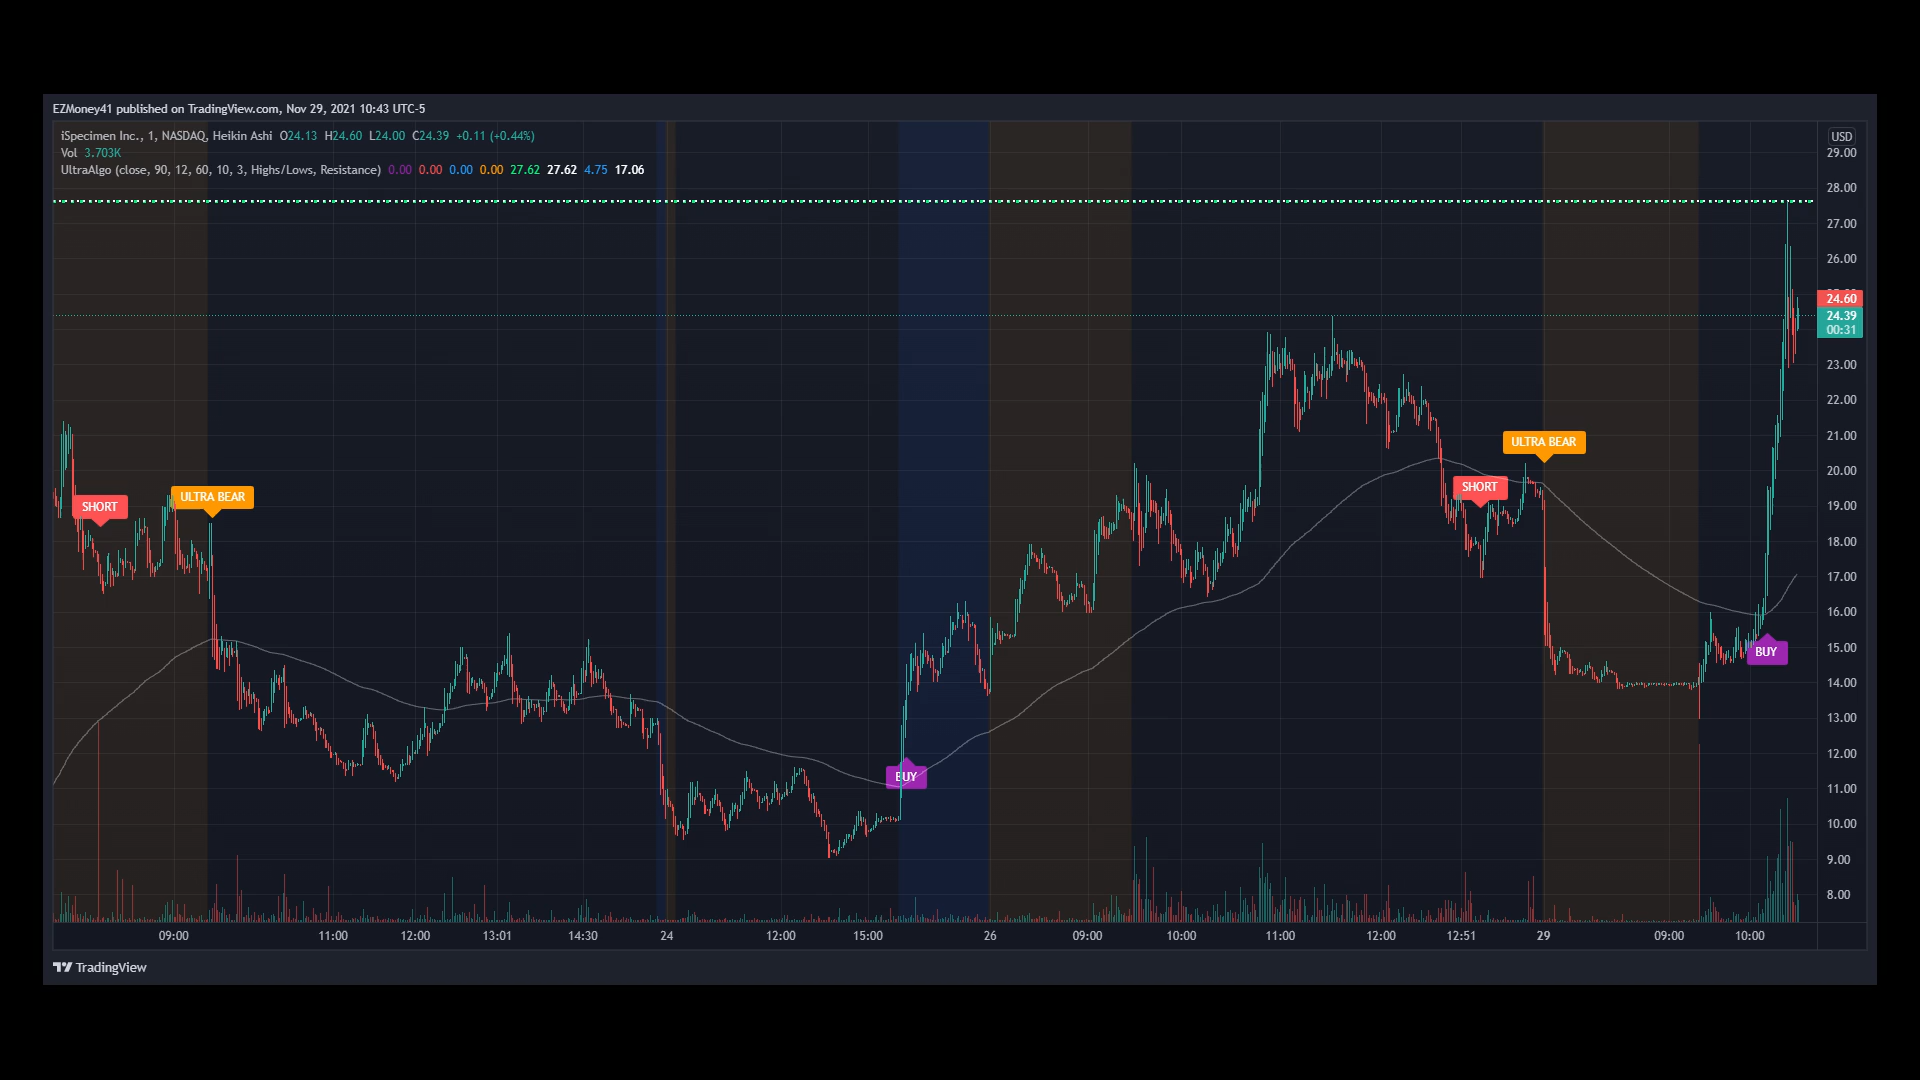 EZMoney41 published on TradingView.com, Nov 29, 2021 10:43 UTC-5
iSpecimen Inc., 1, NASDAQ, Heikin Ashi O24.13 H24.60 L24.00 C24.39 +0.11 (+0.44%)
Vol 3.703K
UltraAlgo (close, 90, 12, 60, 10, 3, Highs/Lows, Resistance) 0.00 0.00 0.00 0.00 27.62 27.62 4.75 17.06
USD
29.00
28.00
27.00
26.00
24.60
24.39
00:31
23.00
22.00
21.00
20.00
19.00
18.00
17.00
16.00
15.00
14.00
13.00
12.00
11.00
10.00
9.00
8.00
SHORT
ULTRA BEAR
BUY
SHORT
ULTRA BEAR
BUY
09:00 11:00 12:00 13:01 14:30 24 12:00 15:00 26 09:00 10:00 11:00 12:00 12:51 29 09:00 10:00
TradingView